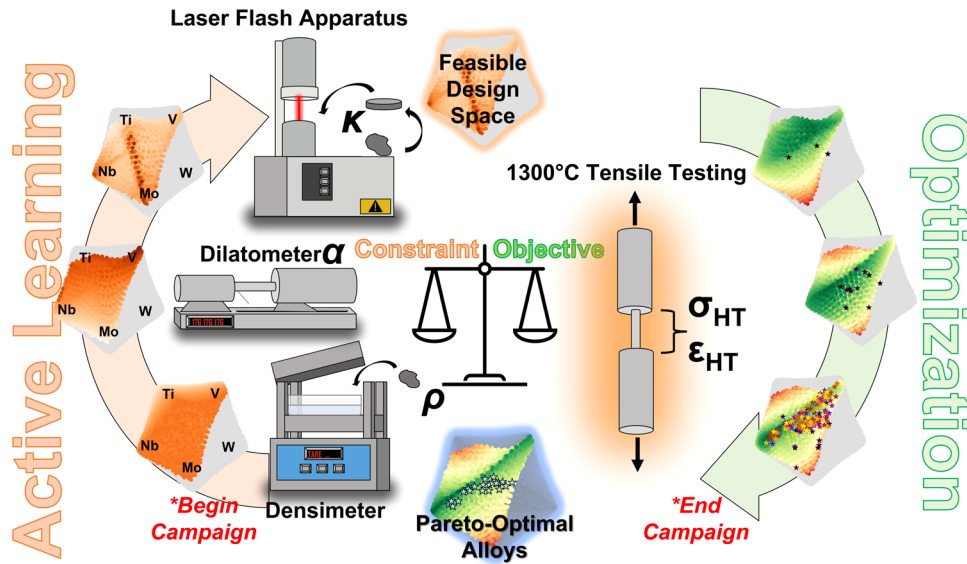 Active Learning
Laser Flash Apparatus
κ
Feasible
Design
Space
Ti
V
Nb
W
Mo
Ti
V
Nb
W
Mo
Ti
V
Nb
W
Mo
Dilatometer α
Constraint Objective
1300°C Tensile Testing
σHT
εHT
ρ
TARE
Densimeter
*Begin
Campaign
Pareto-Optimal
Alloys
*End
Campaign
Optimization